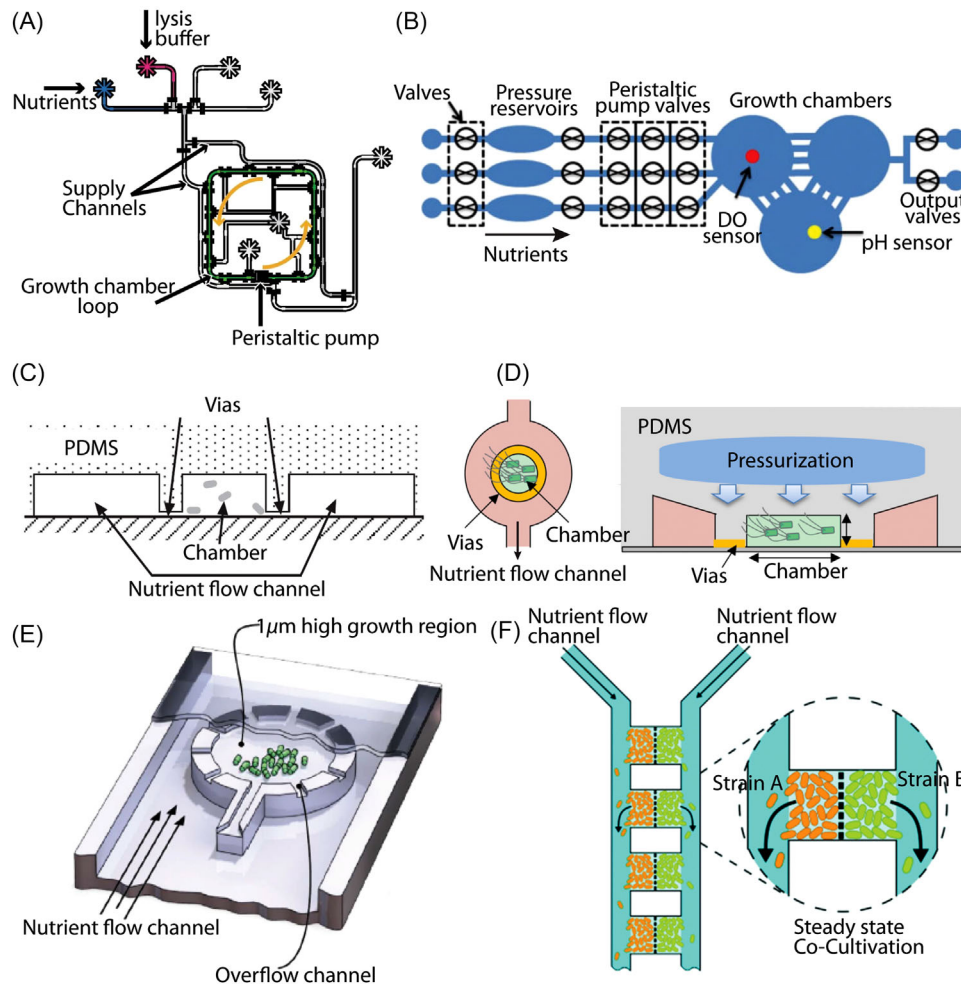 (A)
lysis
buffer
Nutrients
Supply
Channels
Growth chamber
loop
Peristaltic pump
(B)
Valves
Pressure
reservoirs
Peristaltic
pump valves
Growth chambers
Nutrients
DO
sensor
Output
valves
pH sensor
(C)
Vias
PDMS
Chamber
Nutrient flow channel
(D)
Vias
Chamber
Nutrient flow channel
PDMS
Pressurization
Vias
Chamber
(E)
1μm high growth region
Nutrient flow channel
Overflow channel
(F)
Nutrient flow
channel
Nutrient flow
channel
Strain A
Strain B
Steady state
Co-Cultivation